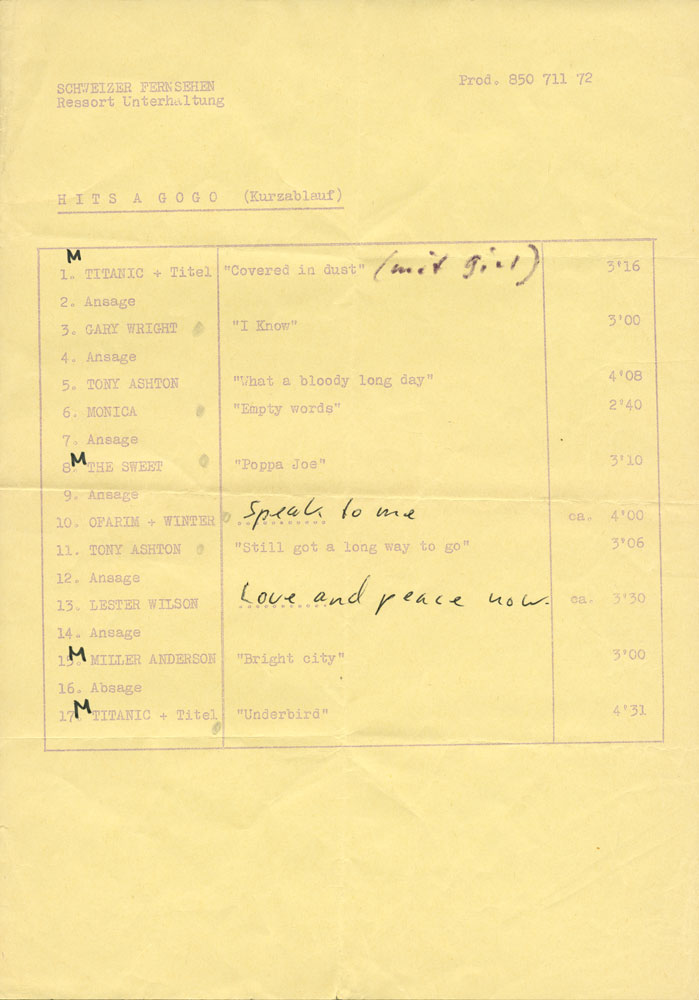 SCHWEIZER FERNSEHEN
Ressort Unterhaltung
Prod. 850 711 72
HITS A GOGO (Kurzablauf)
M
1. TITANIC + Titel "Covered in dust" (mit girl) 3'16
2. Ansage
3. GARY WRIGHT "I Know" 3'00
4. Ansage
5. TONY ASHTON "What a bloody long day" 4'08
6. MONICA "Empty words" 2'40
7. Ansage
8. M THE SWEET "Poppa Joe" 3'10
9. Ansage
10. OFARIM + WINTER Speak to me ca. 4'00
11. TONY ASHTON "Still got a long way to go" 3'06
12. Ansage
13. LESTER WILSON Love and peace now. ca. 3'30
14. Ansage
15. M MILLER ANDERSON "Bright city" 3'00
16. Absage
17. M TITANIC + Titel "Underbird" 4'31